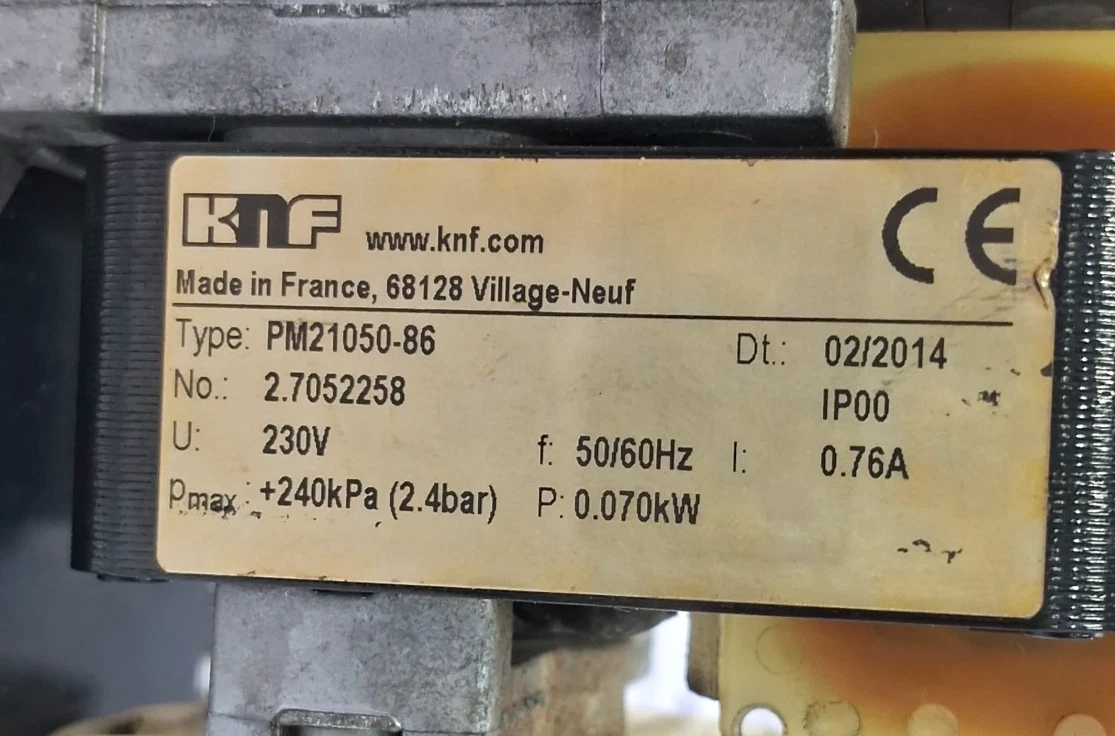 KNF www.knf.com CE
Made in France, 68128 Village-Neuf
Type: PM21050-86 Dt.: 02/2014
No.: 2.7052258 IP00
U: 230V f: 50/60Hz I: 0.76A
pmax.: +240kPa (2.4bar) P: 0.070kW